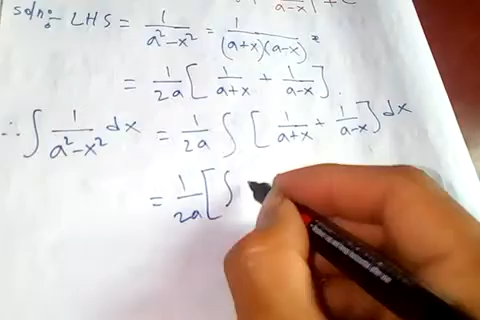 a-x | + c
Soln:- LHS = 1/(a²-x²) = 1/((a+x)(a-x))
= 1/2a [ 1/(a+x) + 1/(a-x) ].
∴ ∫ 1/(a²-x²) dx = 1/2a ∫ [ 1/(a+x) + 1/(a-x) ] dx
= 1/2a [ ∫